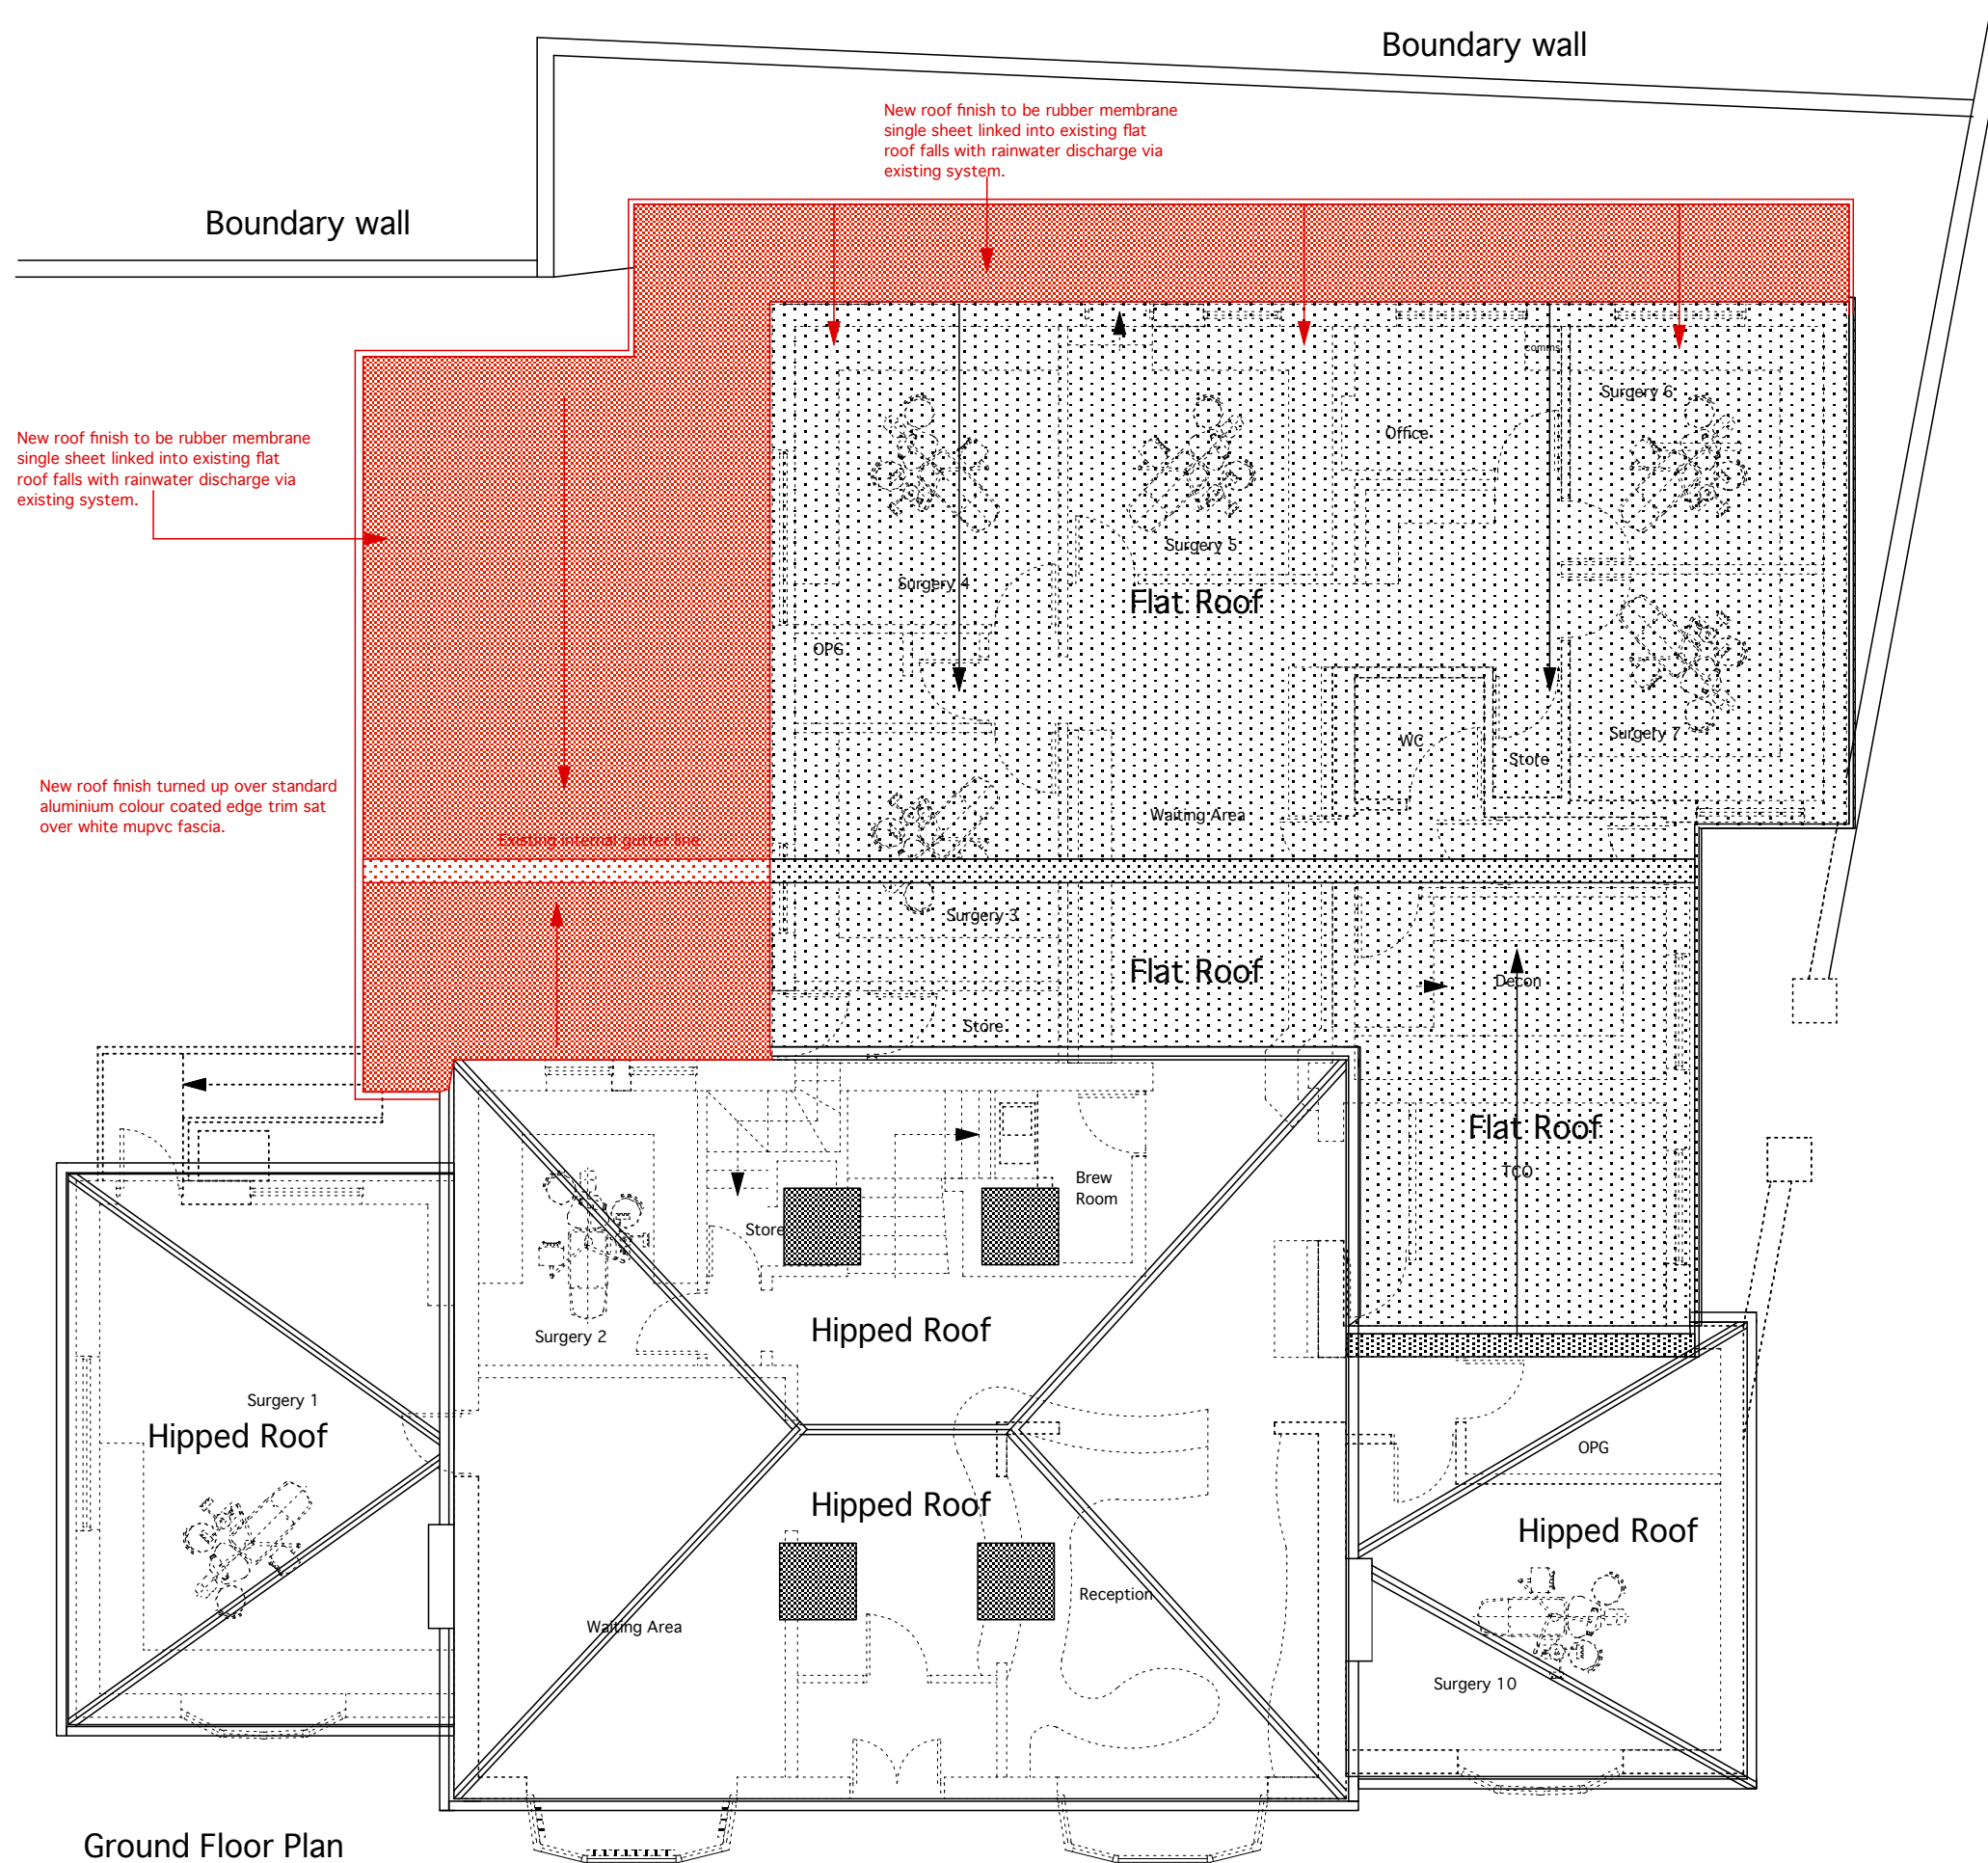 Boundary wall
New roof finish to be rubber membrane
single sheet linked into existing flat
roof falls with rainwater discharge via
existing system.
Boundary wall
comms
Surgery 6
Office
New roof finish to be rubber membrane
single sheet linked into existing flat
roof falls with rainwater discharge via
existing system.
Surgery 5
Surgery 4
Flat Roof
OPG
WC
Surgery 7
Store
New roof finish turned up over standard
aluminium colour coated edge trim sat
over white mupvc fascia.
Waiting Area
Existing internal gutter line
Surgery 3
Flat Roof
Decon
Store
Flat Roof
TCO
Brew
Room
Store
Hipped Roof
Surgery 2
Surgery 1
Hipped Roof
OPG
Hipped Roof
Hipped Roof
Reception
Waiting Area
Surgery 10
Ground Floor Plan